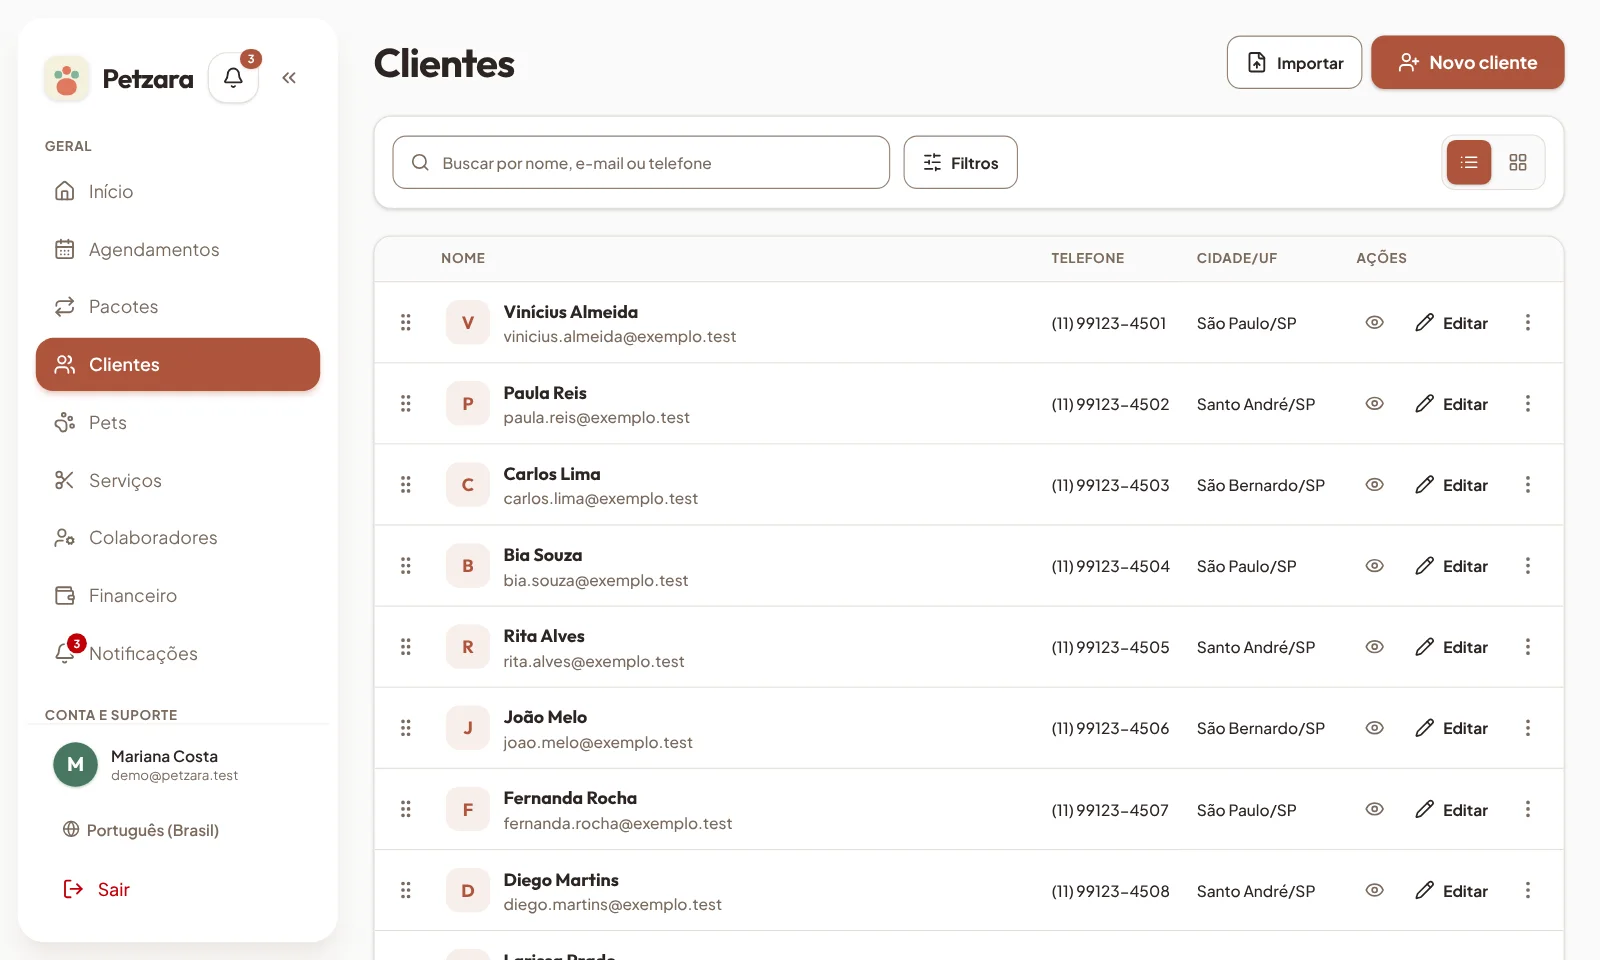 Petzara
3
GERAL
Início
Agendamentos
Pacotes
Clientes
Pets
Serviços
Colaboradores
Financeiro
3
Notificações
CONTA E SUPORTE
M
Mariana Costa
demo@petzara.test
Português (Brasil)
Sair
Clientes
Importar
Novo cliente
Buscar por nome, e-mail ou telefone
Filtros
NOME TELEFONE CIDADE/UF AÇÕES
V Vinícius Almeida
vinicius.almeida@exemplo.test
(11) 99123-4501 São Paulo/SP Editar
P Paula Reis
paula.reis@exemplo.test
(11) 99123-4502 Santo André/SP Editar
C Carlos Lima
carlos.lima@exemplo.test
(11) 99123-4503 São Bernardo/SP Editar
B Bia Souza
bia.souza@exemplo.test
(11) 99123-4504 São Paulo/SP Editar
R Rita Alves
rita.alves@exemplo.test
(11) 99123-4505 Santo André/SP Editar
J João Melo
joao.melo@exemplo.test
(11) 99123-4506 São Bernardo/SP Editar
F Fernanda Rocha
fernanda.rocha@exemplo.test
(11) 99123-4507 São Paulo/SP Editar
D Diego Martins
diego.martins@exemplo.test
(11) 99123-4508 Santo André/SP Editar